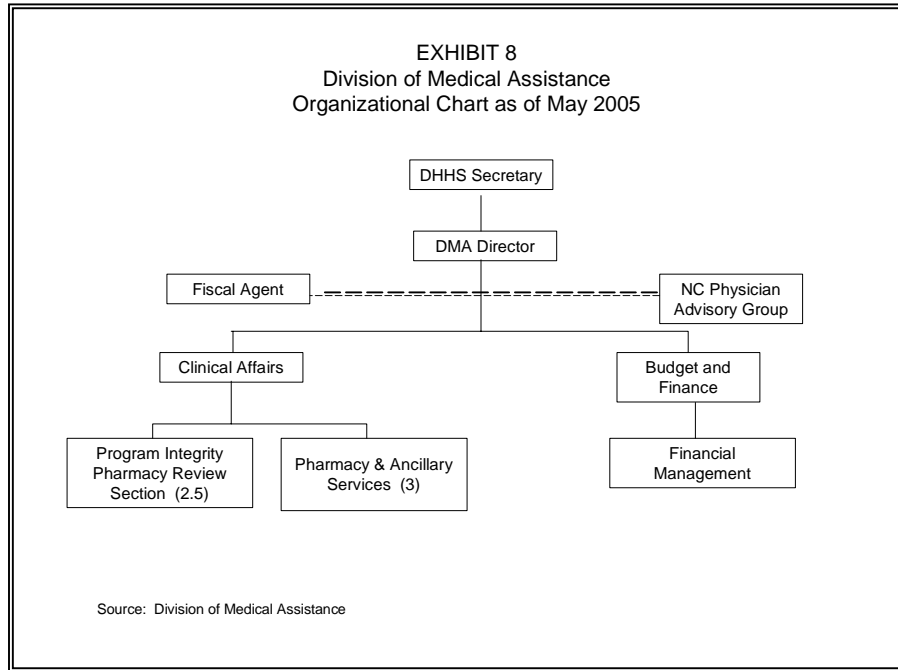 EXHIBIT 8
Division of Medical Assistance
Organizational Chart as of May 2005
DHHS Secretary
DMA Director
Fiscal Agent
NC Physician
Advisory Group
Clinical Affairs
Budget and
Finance
Program Integrity
Pharmacy Review
Section (2.5)
Pharmacy & Ancillary
Services (3)
Financial
Management
Source: Division of Medical Assistance